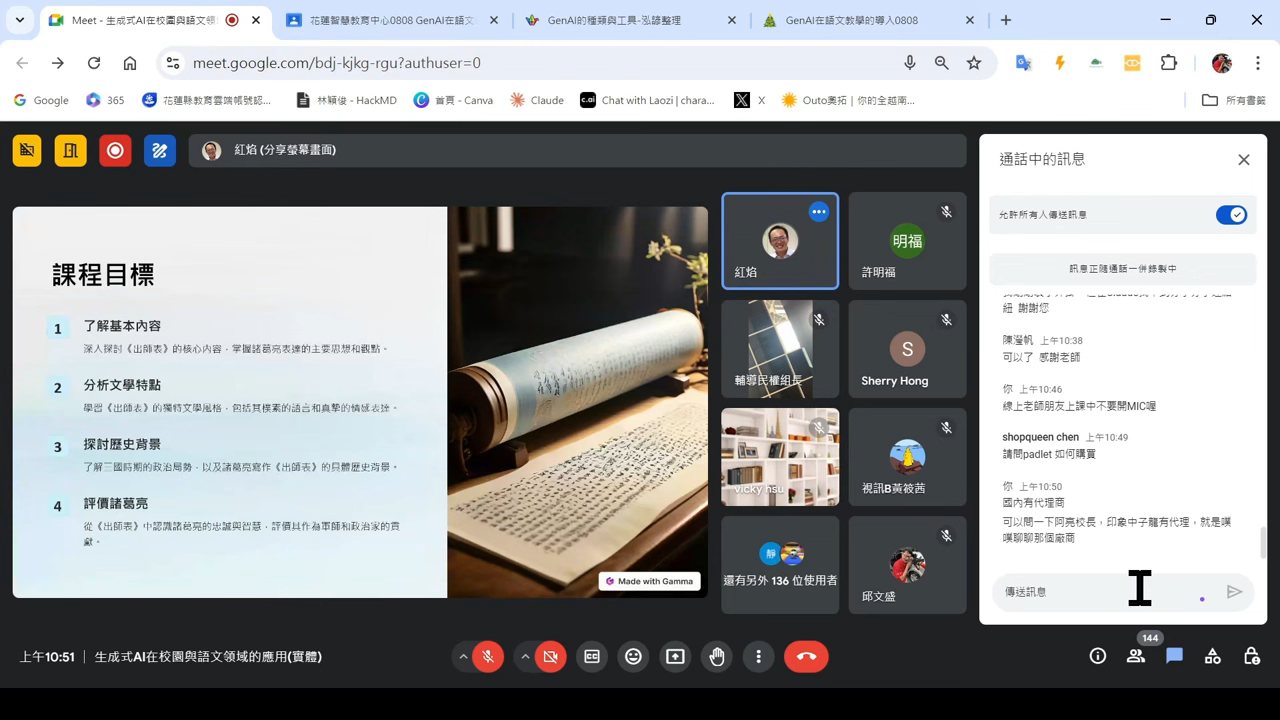 Meet - 生成式AI在校園與語文領
花蓮智慧教育中心0808 GenAI在語文
GenAI的種類與工具-泓諺整理
GenAI在語文教學的導入0808
meet.google.com/bdj-kjkg-rgu?authuser=0
Google
365
花蓮縣教育雲端帳號認...
林穎俊 - HackMD
首頁 - Canva
Claude
c.ai
Chat with Laozi | chara...
X
Outo奧拓 | 你的全越南...
所有書籤
紅焰 (分享螢幕畫面)
課程目標
1
了解基本內容
深入探討《出師表》的核心內容，掌握諸葛亮表達的主要思想和觀點。
2
分析文學特點
學習《出師表》的獨特文學風格，包括其樸素的語言和真摯的情感表達。
3
探討歷史背景
了解三國時期的政治局勢，以及諸葛亮寫作《出師表》的具體歷史背景。
4
評價諸葛亮
從《出師表》中認識諸葛亮的忠誠與智慧，評價其作為軍師和政治家的貢
獻。
Made with Gamma
紅焰
明福
許明福
輔導民權組長
S
Sherry Hong
vicky hsu
視訊B黃筱茜
靜
還有另外 136 位使用者
邱文盛
通話中的訊息
允許所有人傳送訊息
訊息正隨通話一併錄製中
紐 謝謝您
陳瀅帆 上午10:38
可以了 感謝老師
你 上午10:46
線上老師朋友上課中不要開MIC喔
shopqueen chen 上午10:49
請問padlet 如何購買
你 上午10:50
國內有代理商
可以問一下阿亮校長，印象中子龍有代理，就是噗
噗聊聊那個廠商
傳送訊息
上午10:51
生成式AI在校園與語文領域的應用(實體)
144